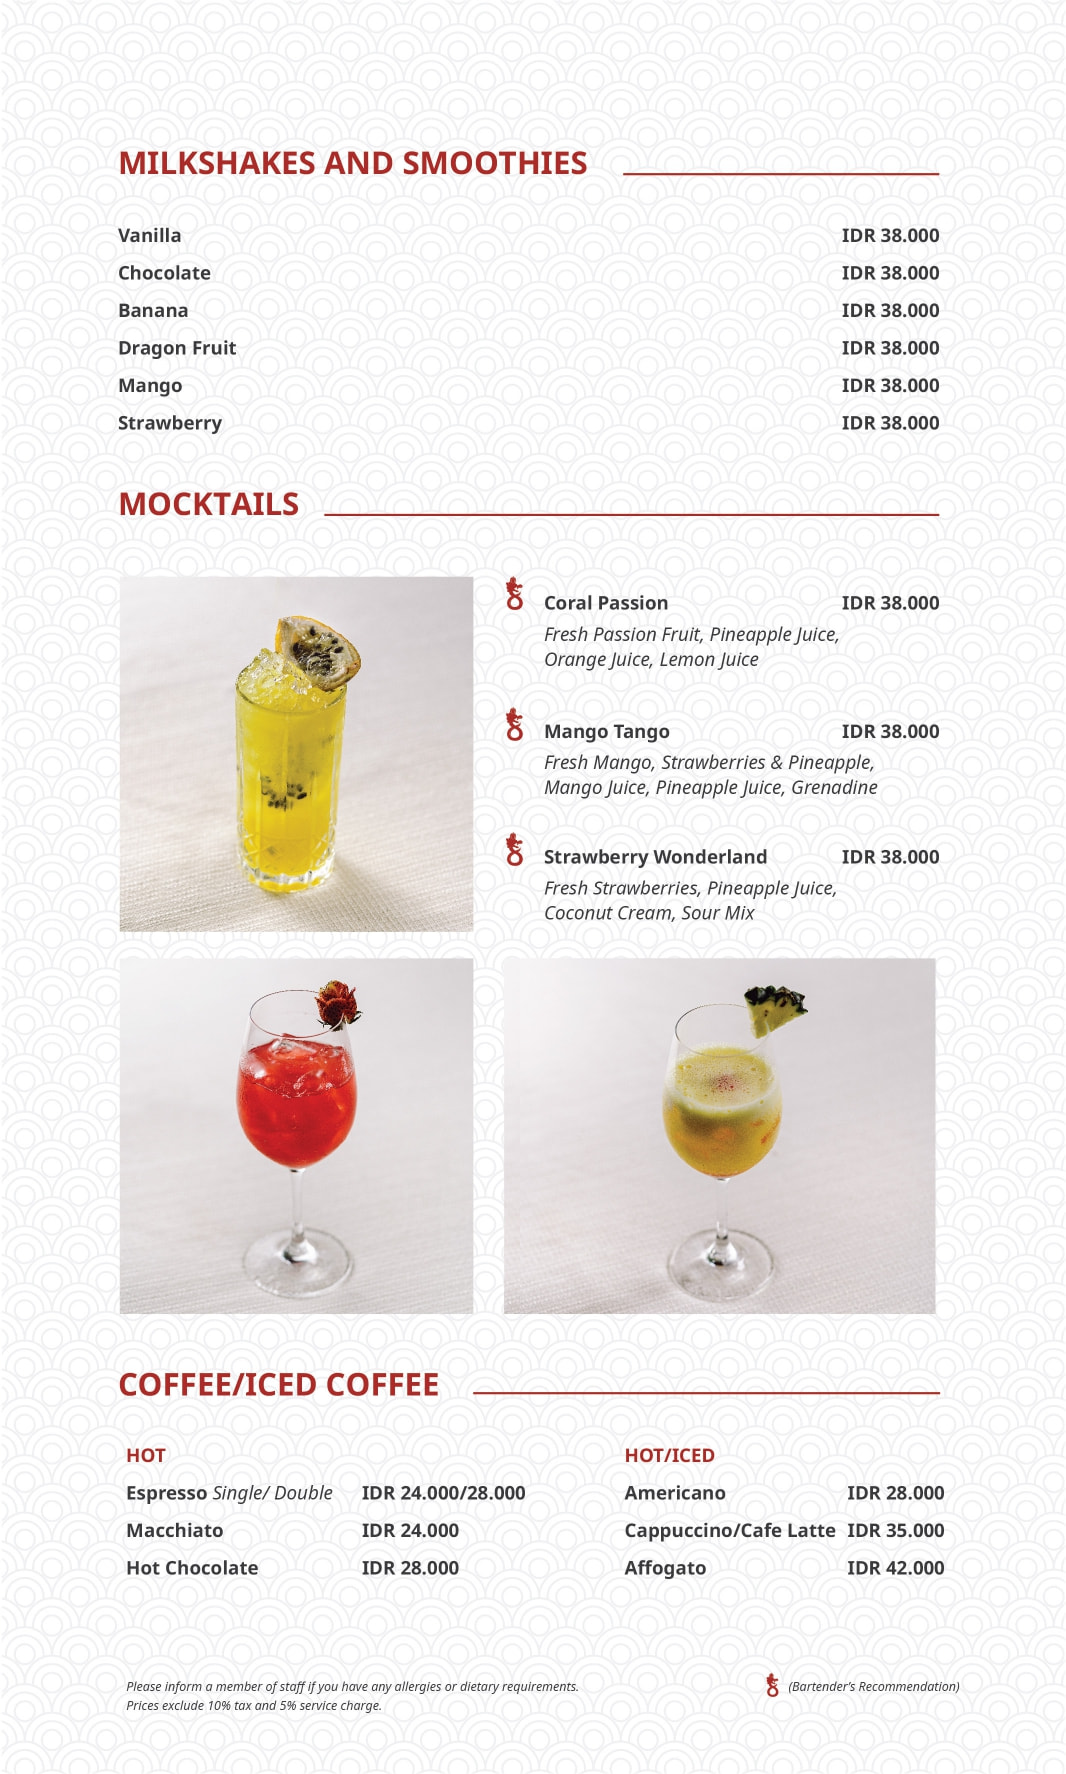 MILKSHAKES AND SMOOTHIES
Vanilla IDR 38.000
Chocolate IDR 38.000
Banana IDR 38.000
Dragon Fruit IDR 38.000
Mango IDR 38.000
Strawberry IDR 38.000
MOCKTAILS
Coral Passion IDR 38.000
Fresh Passion Fruit, Pineapple Juice,
Orange Juice, Lemon Juice
Mango Tango IDR 38.000
Fresh Mango, Strawberries & Pineapple,
Mango Juice, Pineapple Juice, Grenadine
Strawberry Wonderland IDR 38.000
Fresh Strawberries, Pineapple Juice,
Coconut Cream, Sour Mix
COFFEE/ICED COFFEE
HOT
Espresso Single/ Double IDR 24.000/28.000
Macchiato IDR 24.000
Hot Chocolate IDR 28.000
HOT/ICED
Americano IDR 28.000
Cappuccino/Cafe Latte IDR 35.000
Affogato IDR 42.000
Please inform a member of staff if you have any allergies or dietary requirements.
Prices exclude 10% tax and 5% service charge.
(Bartender's Recommendation)